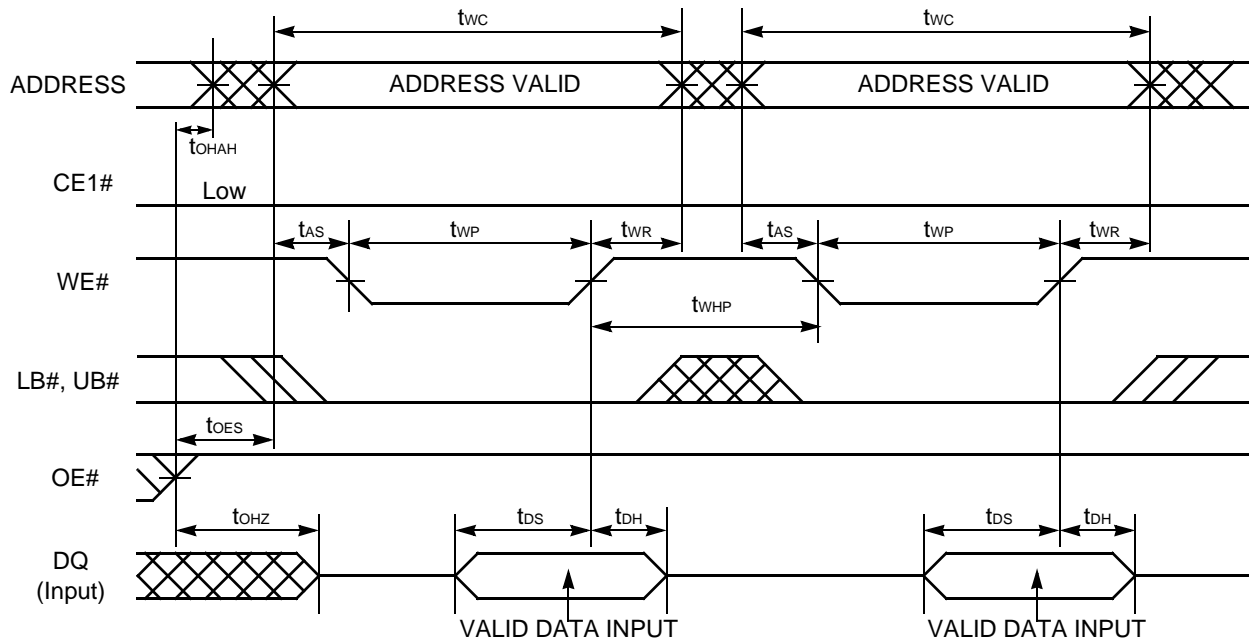 tWC tWC
ADDRESS ADDRESS VALID ADDRESS VALID
tOHAH
CE1# Low
tAS tWP tWR tAS tWP tWR
WE#
tWHP
LB#, UB#
tOES
OE#
tOHZ tDS tDH tDS tDH
DQ
(Input)
VALID DATA INPUT VALID DATA INPUT